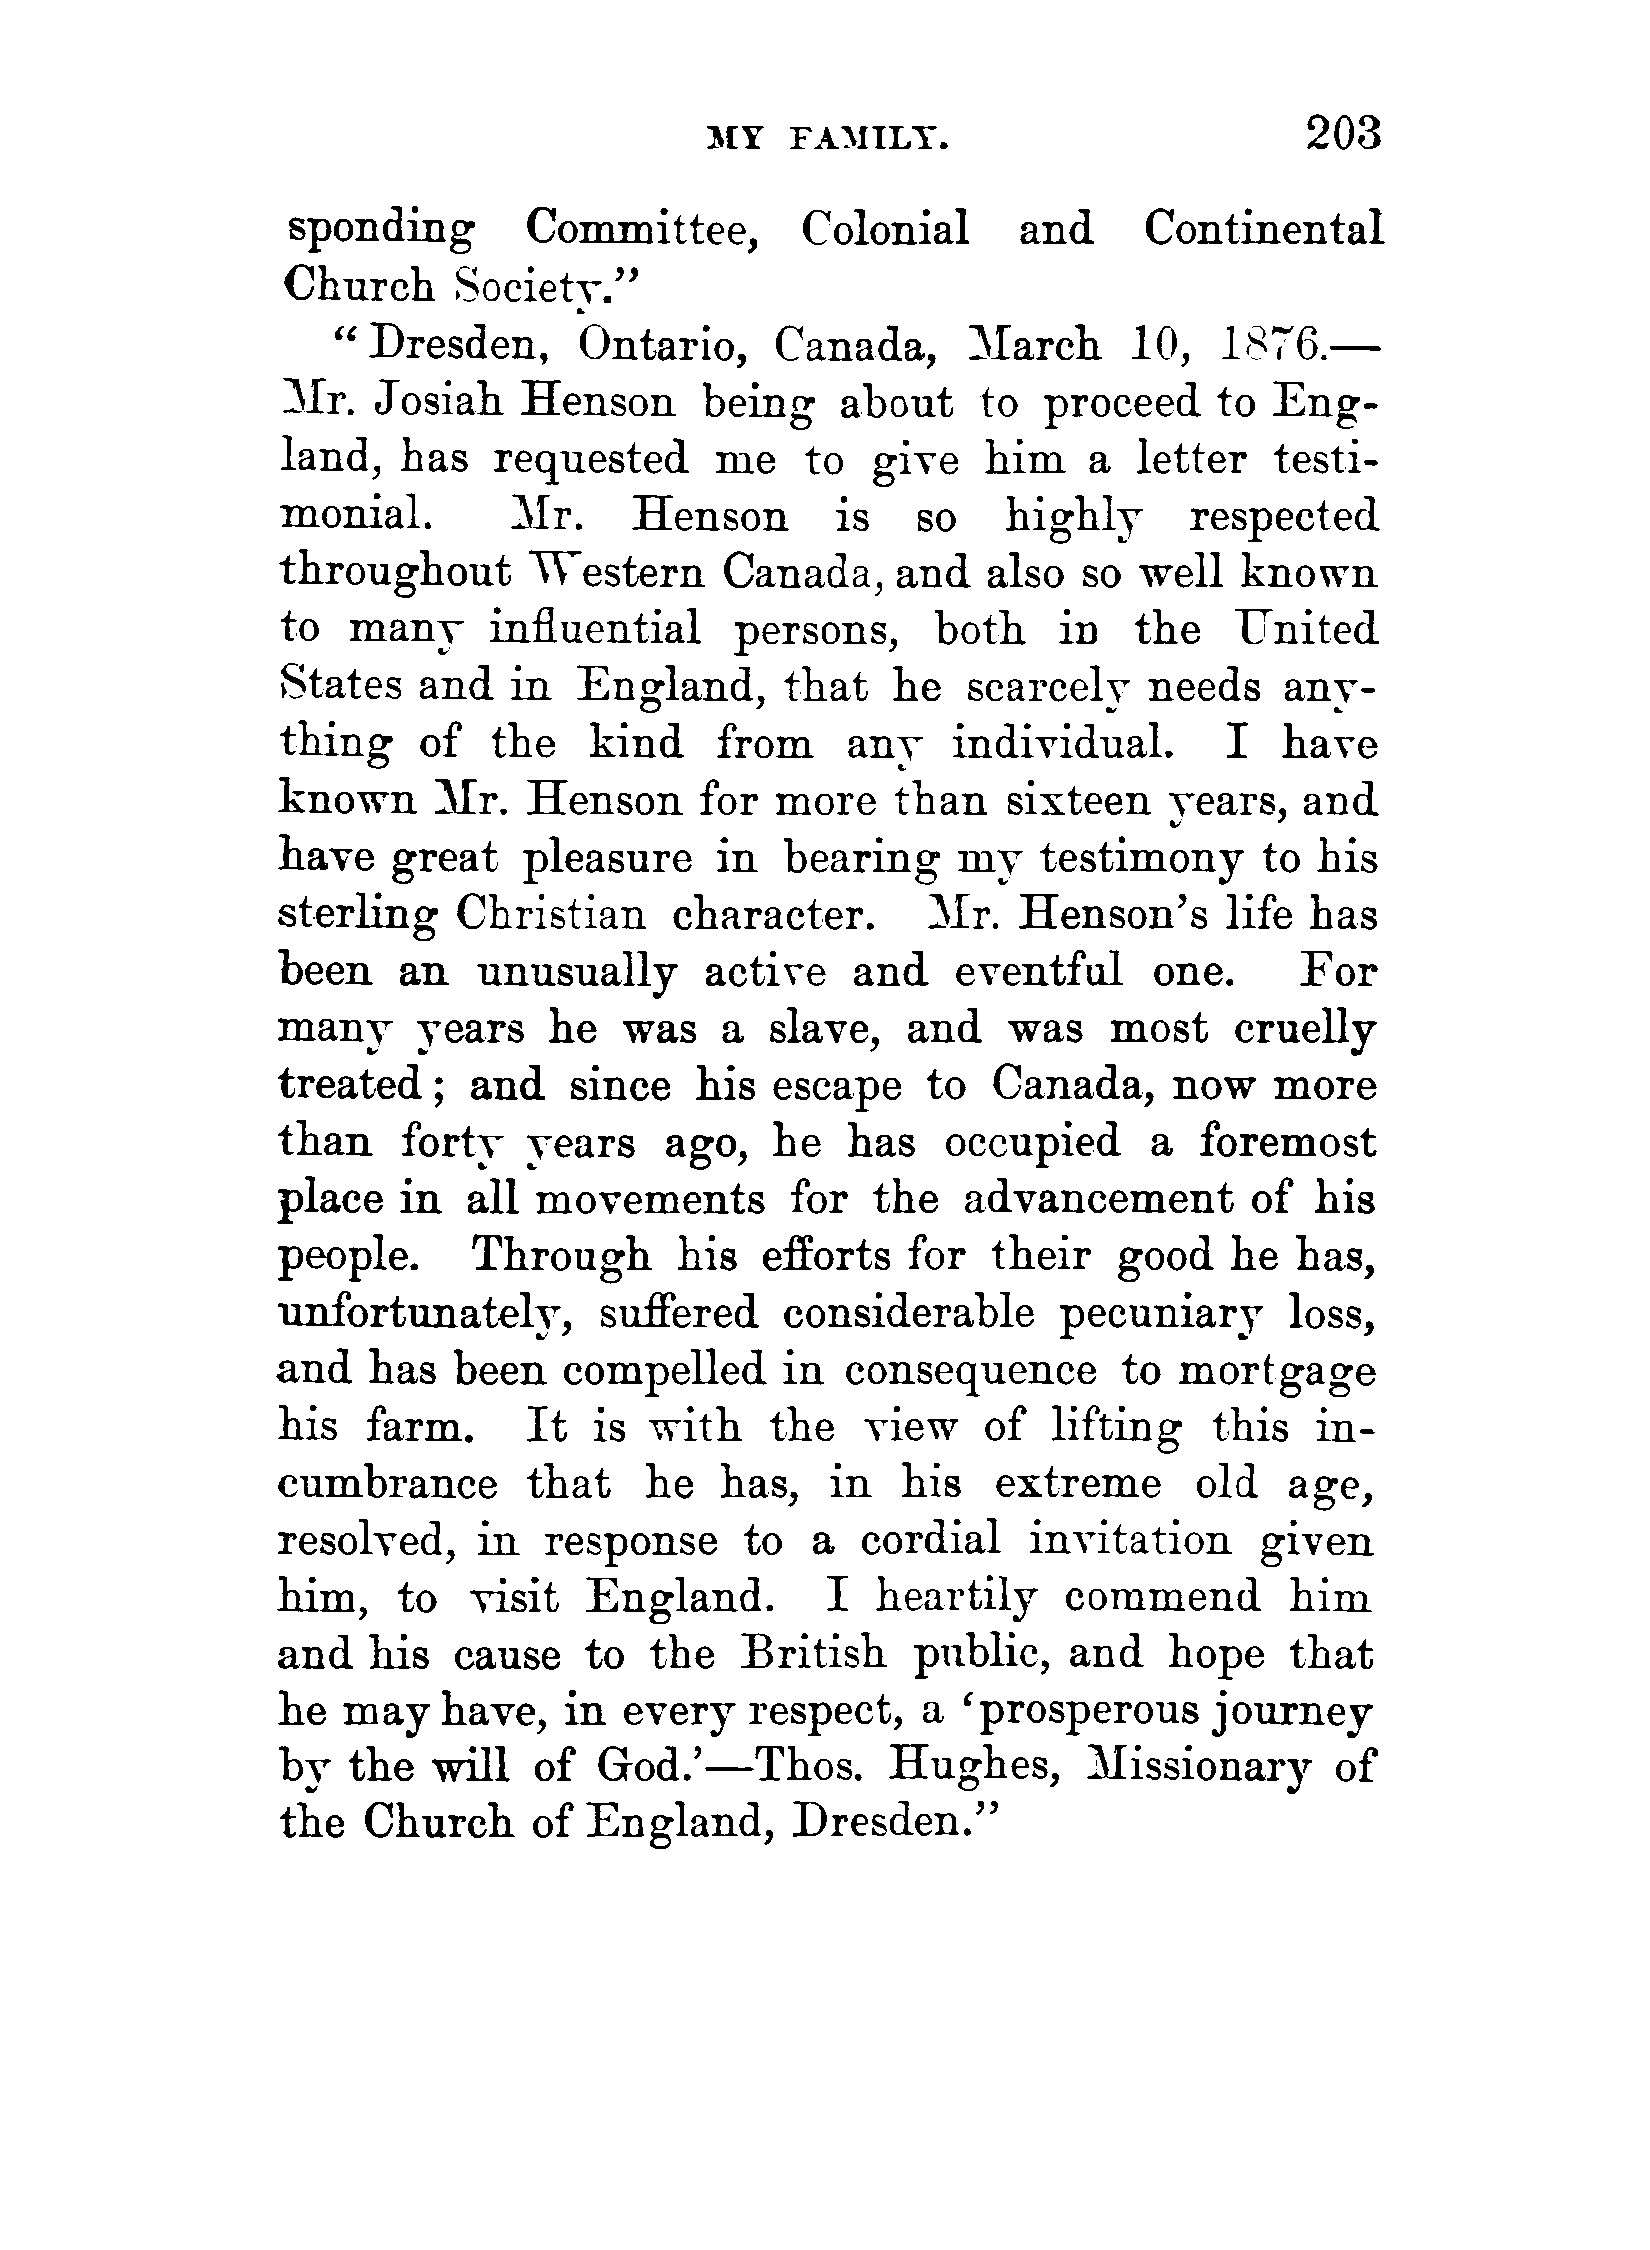 MY FAMILY. 203
sponding Committee, Colonial and Continental
Church Society.”
“Dresden, Ontario, Canada, March 10, 1876.—
Mr. Josiah Henson being about to proceed to Eng-
land, has requested me to give him a letter testi-
monial. Mr. Henson is so highly respected
throughout Western Canada, and also so well known
to many influential persons, both in the United
States and in England, that he scarcely needs any-
thing of the kind from any individual. I have
known Mr. Henson for more than sixteen years, and
have great pleasure in bearing my testimony to his
sterling Christian character. Mr. Henson’s life has
been an unusually active and eventful one. For
many years he was a slave, and was most cruelly
treated; and since his escape to Canada, now more
than forty years ago, he has occupied a foremost
place in all movements for the advancement of his
people. Through his efforts for their good he has,
unfortunately, suffered considerable pecuniary loss,
and has been compelled in consequence to mortgage
his farm. It is with the view of lifting this in-
cumbrance that he has, in his extreme old age,
resolved, in response to a cordial invitation given
him, to visit England. I heartily commend him
and his cause to the British public, and hope that
he may have, in every respect, a ‘prosperous journey
by the will of God.’—Thos. Hughes, Missionary of
the Church of England, Dresden.”